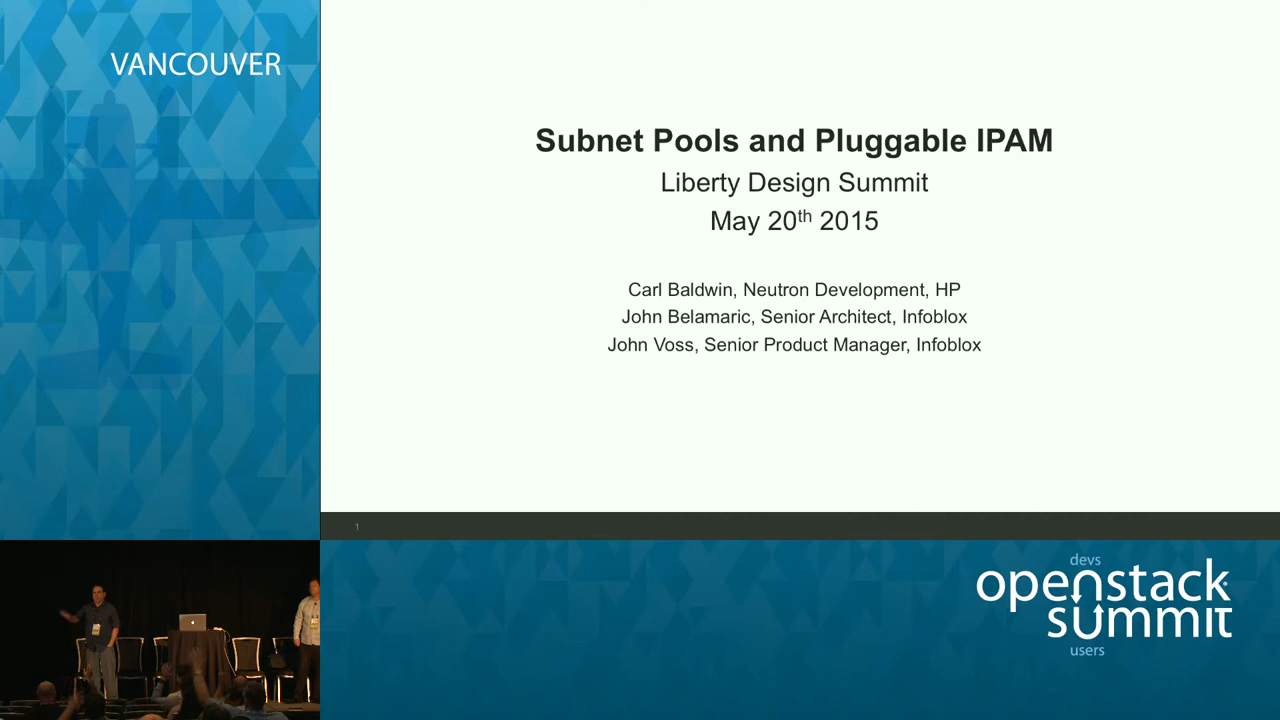 VANCOUVER
Subnet Pools and Pluggable IPAM
Liberty Design Summit
May 20th 2015
Carl Baldwin, Neutron Development, HP
John Belamaric, Senior Architect, Infoblox
John Voss, Senior Product Manager, Infoblox
1
devs
openstack
summit
users